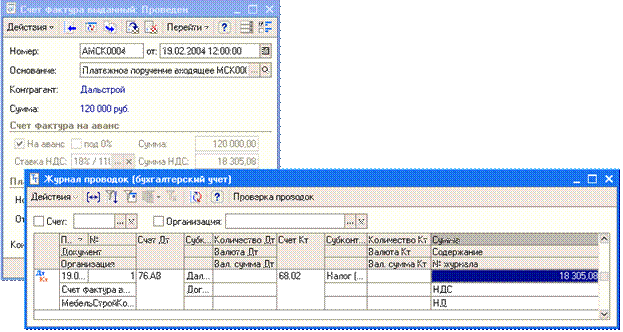 Счет Фактура выданный: Проведен
Действия Перейти ?
Номер: АМСК0004 от: 19.02.2004 12:00:00
Основание: Платежное поручение входящее МСК00( ...
Контрагент: Дальстрой
Сумма: 120 000 руб.
Счет Фактура на аванс
На аванс под 0% Сумма: 120 000,00
Ставка НДС: 18% / 118 ... × Сумма НДС: 18 305,08
Журнал проводок (бухгалтерский учет)
Действия ? Проверка проводок
Счет: ... × Организация: ... ×
П.. № Счет Дт Субк.. Количество Дт Счет Кт Субконт.. Количество Кт Сумма
Документ Валюта Дт Валюта Кт Содержание
Организация Вал. сумма Дт Вал. сумма Кт № журнала
Дт Кт 19.0... 1 76.АВ Дал... 68.02 Налог (... 18 305,08
Счет фактура в... Дог... НДС
МебельСтройКо... НД